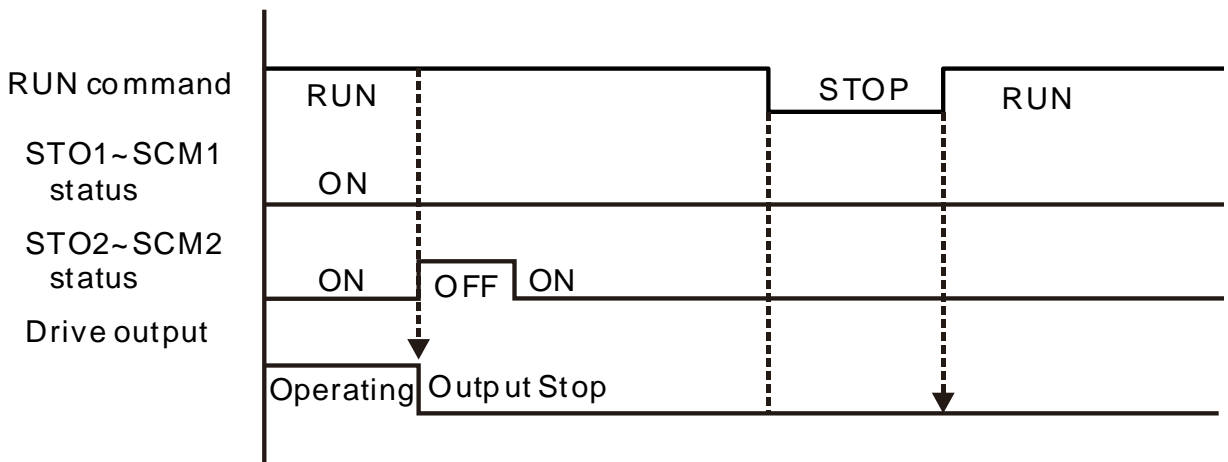 RUN command
RUN
STOP
RUN
STO1~SCM1
status
ON
STO2~SCM2
status
ON
OFF
ON
Drive output
Operating
Output Stop